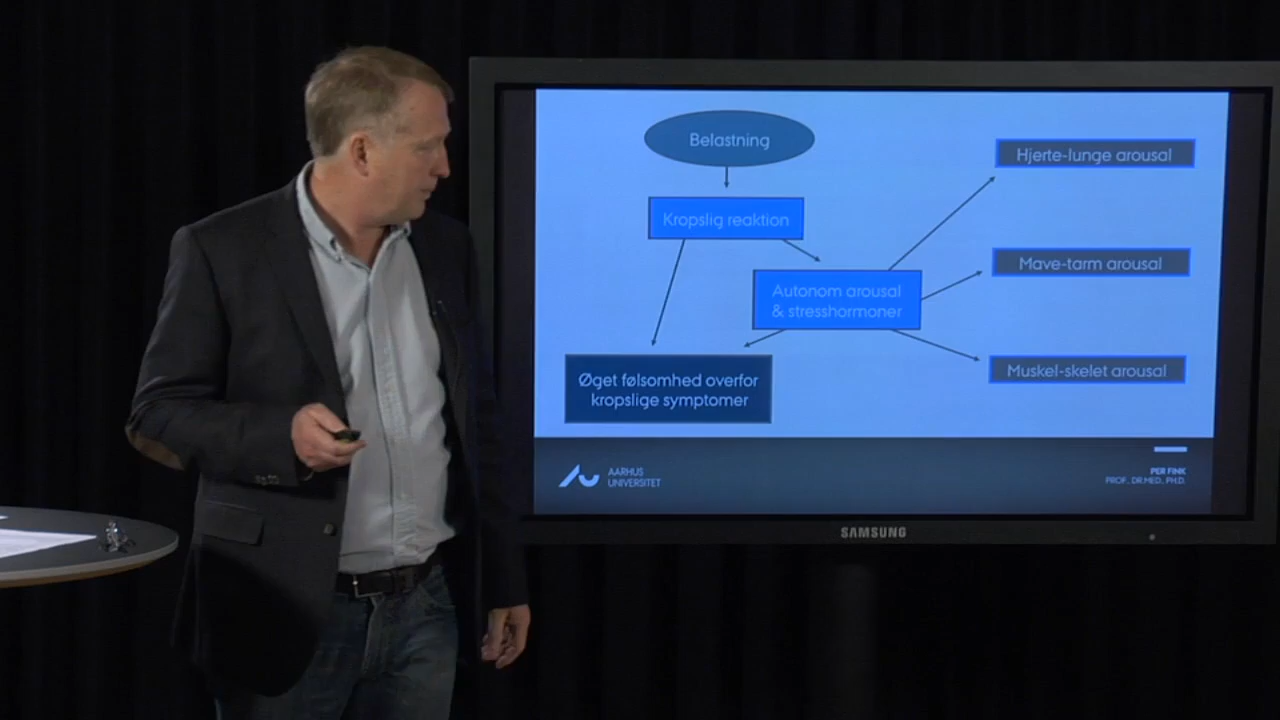 Belastning
Hjerte-lunge arousal
Kropslig reaktion
Mave-tarm arousal
Autonom arousal
& stresshormoner
Muskel-skelet arousal
Øget følsomhed overfor
kropslige symptomer
AARHUS
UNIVERSITET
PER FINK
PROF., DR.MED., PH.D.
SAMSUNG